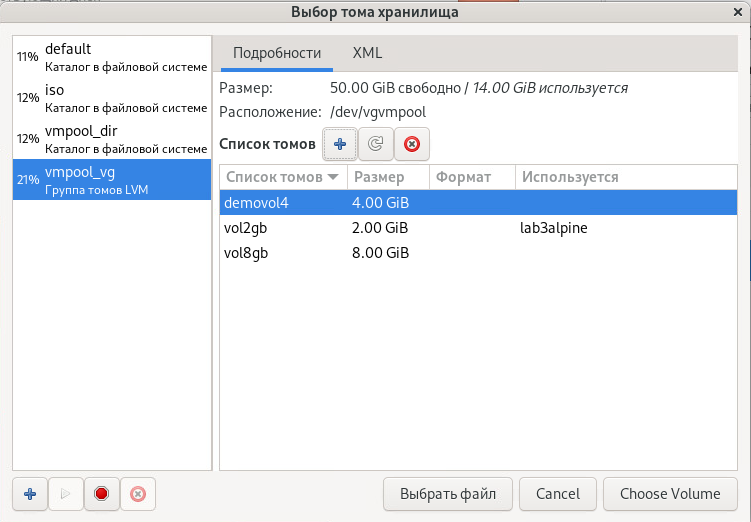 Выбор тома хранилища
11% default
Каталог в файловой системе
12% iso
Каталог в файловой системе
12% vmpool_dir
Каталог в файловой системе
21% vmpool_vg
Группа томов LVM
Подробности XML
Размер: 50.00 GiB свободно / 14.00 GiB используется
Расположение: /dev/vgvmpool
Список томов
Список томов Размер Формат Используется
demovol4 4.00 GiB
vol2gb 2.00 GiB lab3alpine
vol8gb 8.00 GiB
Выбрать файл Cancel Choose Volume